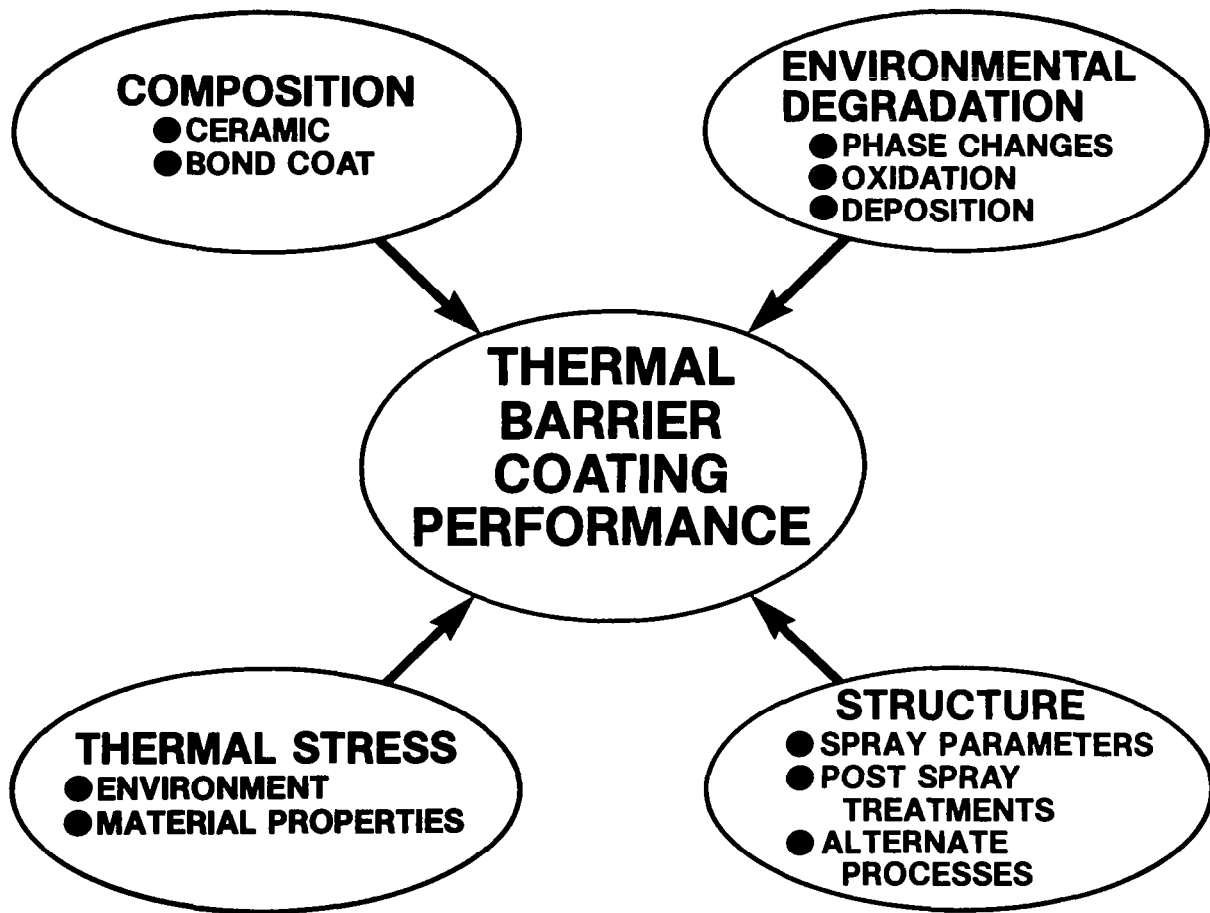 COMPOSITION
●CERAMIC
●BOND COAT
ENVIRONMENTAL
DEGRADATION
●PHASE CHANGES
●OXIDATION
●DEPOSITION
THERMAL
BARRIER
COATING
PERFORMANCE
THERMAL STRESS
●ENVIRONMENT
●MATERIAL PROPERTIES
STRUCTURE
●SPRAY PARAMETERS
●POST SPRAY
TREATMENTS
●ALTERNATE
PROCESSES